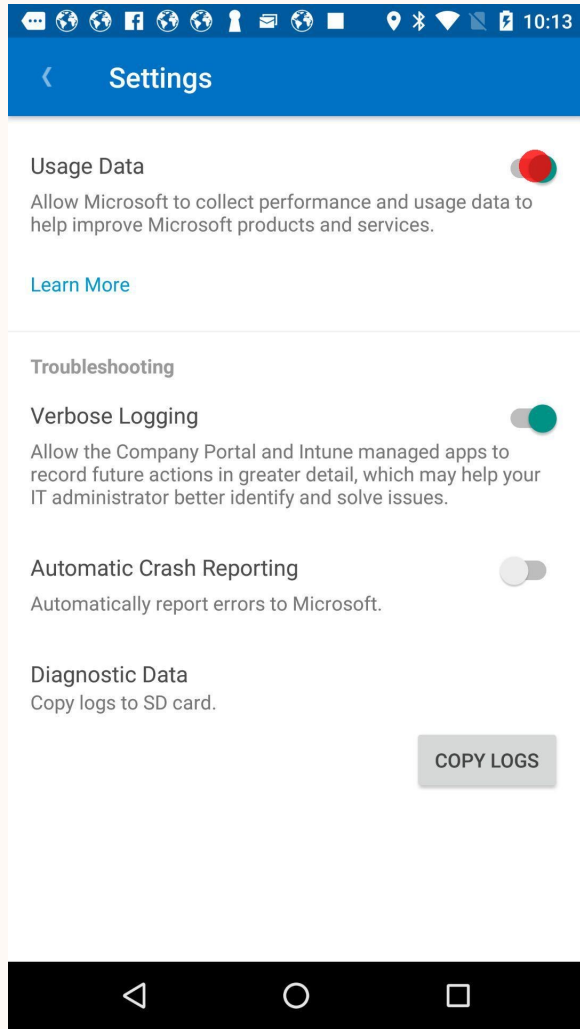 10:13
Settings
Usage Data
Allow Microsoft to collect performance and usage data to
help improve Microsoft products and services.
Learn More
Troubleshooting
Verbose Logging
Allow the Company Portal and Intune managed apps to
record future actions in greater detail, which may help your
IT administrator better identify and solve issues.
Automatic Crash Reporting
Automatically report errors to Microsoft.
Diagnostic Data
Copy logs to SD card.
COPY LOGS